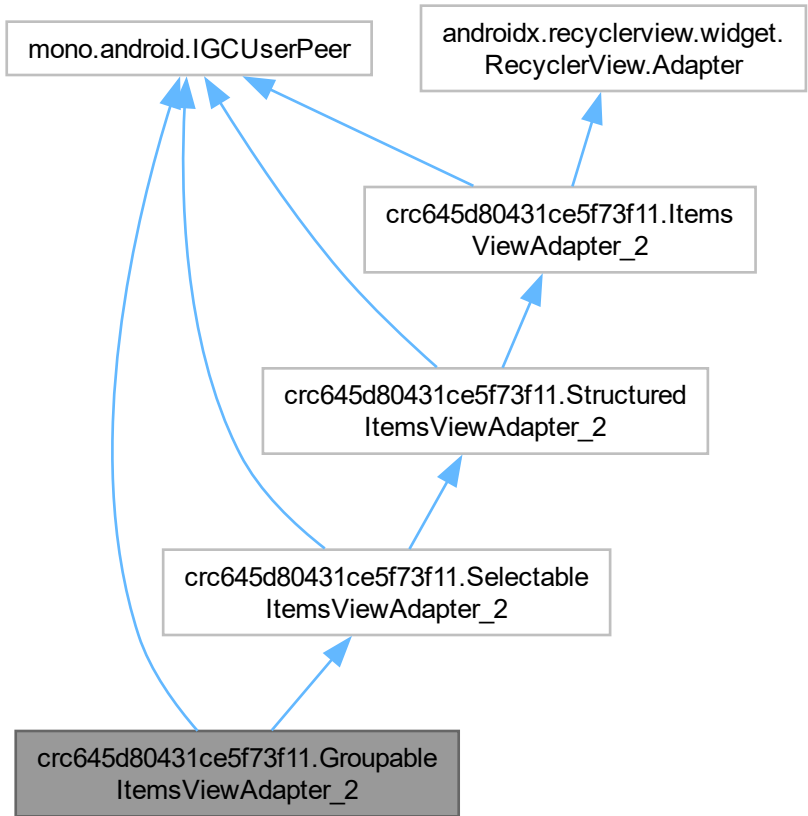 mono.android.IGCUserPeer
androidx.recyclerview.widget.
RecyclerView.Adapter
crc645d80431ce5f73f11.Items
ViewAdapter_2
crc645d80431ce5f73f11.Structured
ItemsViewAdapter_2
crc645d80431ce5f73f11.Selectable
ItemsViewAdapter_2
crc645d80431ce5f73f11.Groupable
ItemsViewAdapter_2